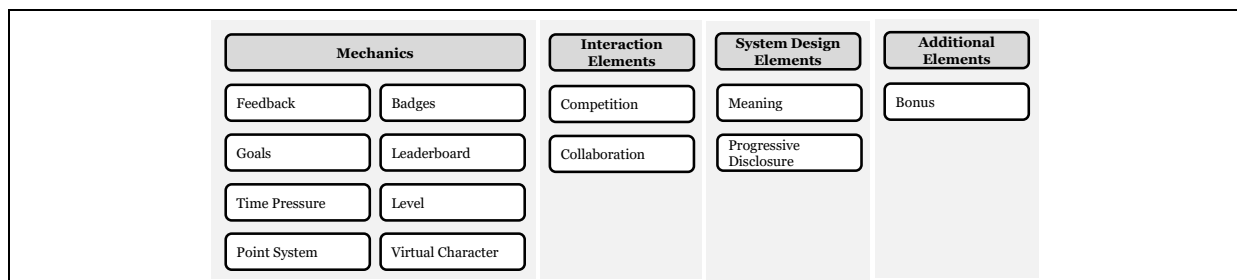 Mechanics
Feedback
Badges
Goals
Leaderboard
Time Pressure
Level
Point System
Virtual Character
Interaction
Elements
Competition
Collaboration
System Design
Elements
Meaning
Progressive
Disclosure
Additional
Elements
Bonus